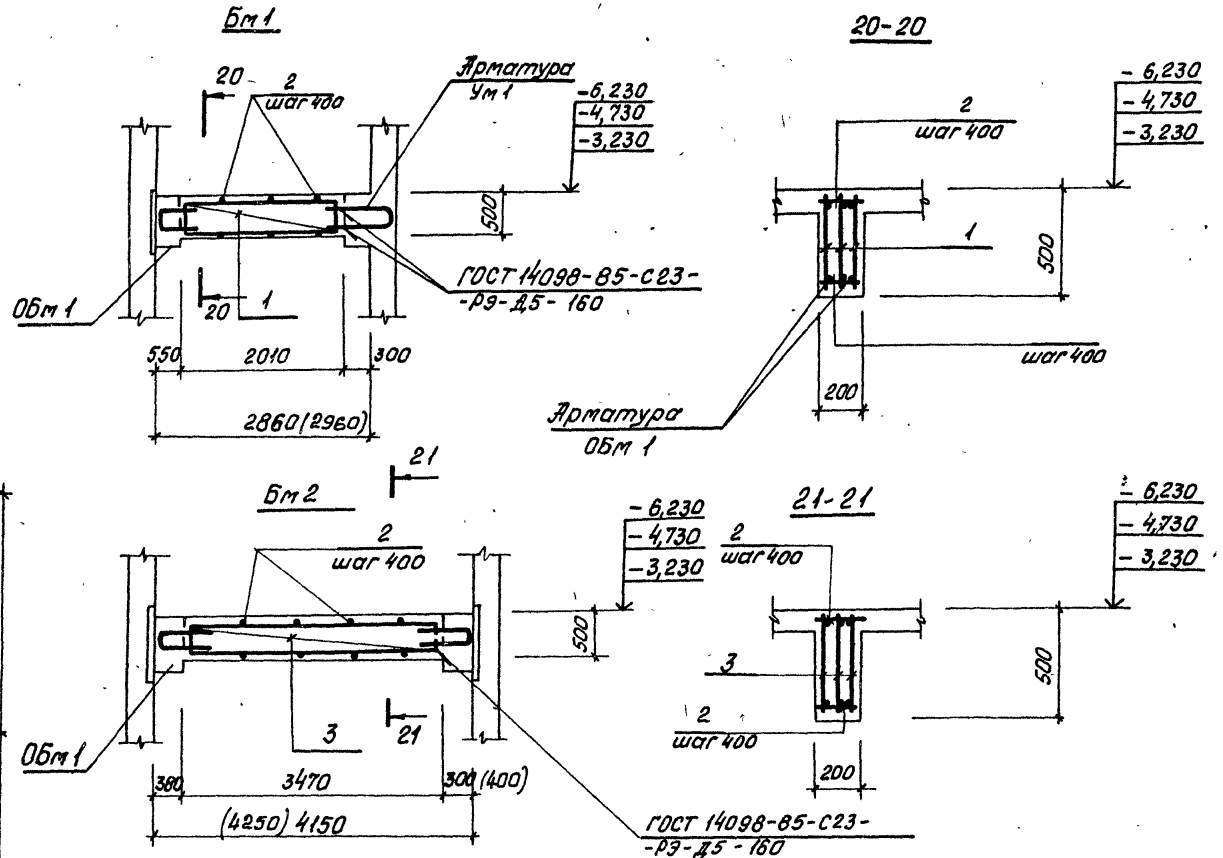 Бм 1
20
2
шаг 400
Арматура
Ум 1
-6,230
-4,730
-3,230
500
ГОСТ 14098-85-С23-
-РЭ-Д5-160
ОБм 1
20
1
550
2010
300
2860(2960)
20-20
2
шаг 400
- 6,230
- 4,730
- 3,230
1
500
шаг 400
200
Арматура
ОБм 1
21
Бм 2
2
шаг 400
- 6,230
- 4,730
- 3,230
500
ОБм 1
3
21
380
3470
300 (400)
(4250) 4150
ГОСТ 14098-85-С23-
-РЭ-Д5-160
21-21
2
шаг 400
- 6,230
- 4,730
- 3,230
3
500
2
шаг 400
200